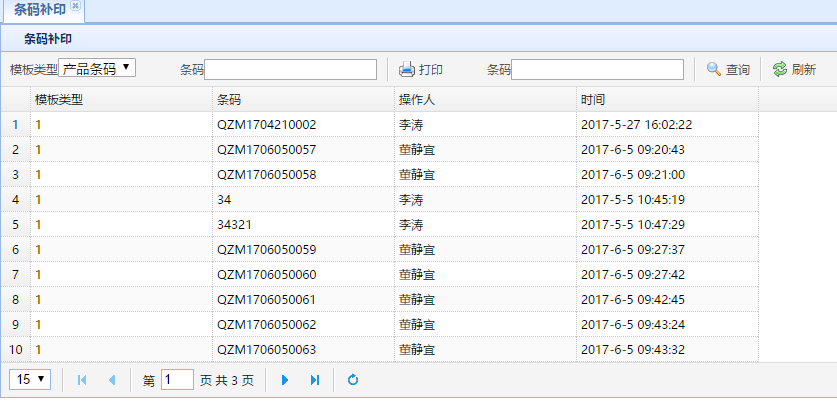 条码补印
条码补印
模板类型 产品条码 条码 打印 条码 查询 刷新
模板类型 条码 操作人 时间
1 1 QZM1704210002 李涛 2017-5-27 16:02:22
2 1 QZM1706050057 董静宜 2017-6-5 09:20:43
3 1 QZM1706050058 董静宜 2017-6-5 09:21:00
4 1 34 李涛 2017-5-5 10:45:19
5 1 34321 李涛 2017-5-5 10:47:29
6 1 QZM1706050059 董静宜 2017-6-5 09:27:37
7 1 QZM1706050060 董静宜 2017-6-5 09:27:42
8 1 QZM1706050061 董静宜 2017-6-5 09:42:45
9 1 QZM1706050062 董静宜 2017-6-5 09:43:24
10 1 QZM1706050063 董静宜 2017-6-5 09:43:32
15 第 1 页 共 3 页